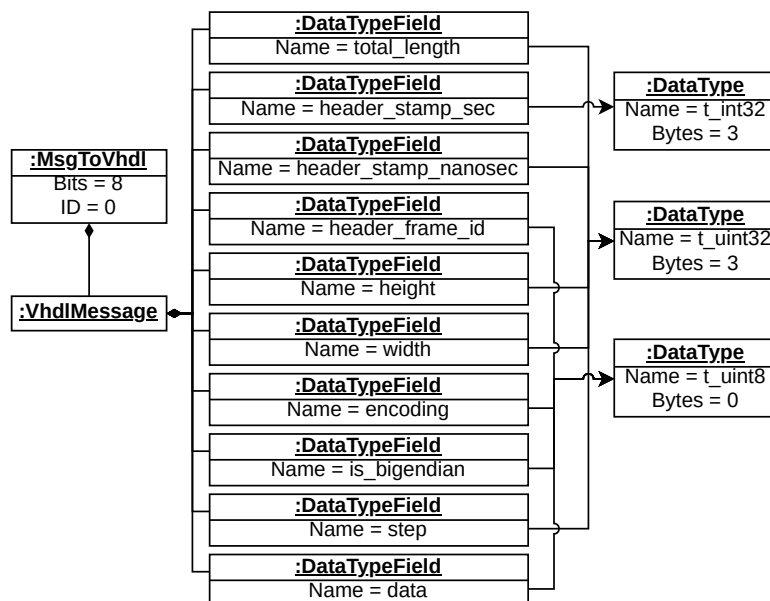 :MsgToVhdl
Bits = 8
ID = 0
:VhdlMessage
:DataTypeField
Name = total_length
:DataTypeField
Name = header_stamp_sec
:DataTypeField
Name = header_stamp_nanosec
:DataTypeField
Name = header_frame_id
:DataTypeField
Name = height
:DataTypeField
Name = width
:DataTypeField
Name = encoding
:DataTypeField
Name = is_bigendian
:DataTypeField
Name = step
:DataTypeField
Name = data
:DataType
Name = t_int32
Bytes = 3
:DataType
Name = t_uint32
Bytes = 3
:DataType
Name = t_uint8
Bytes = 0